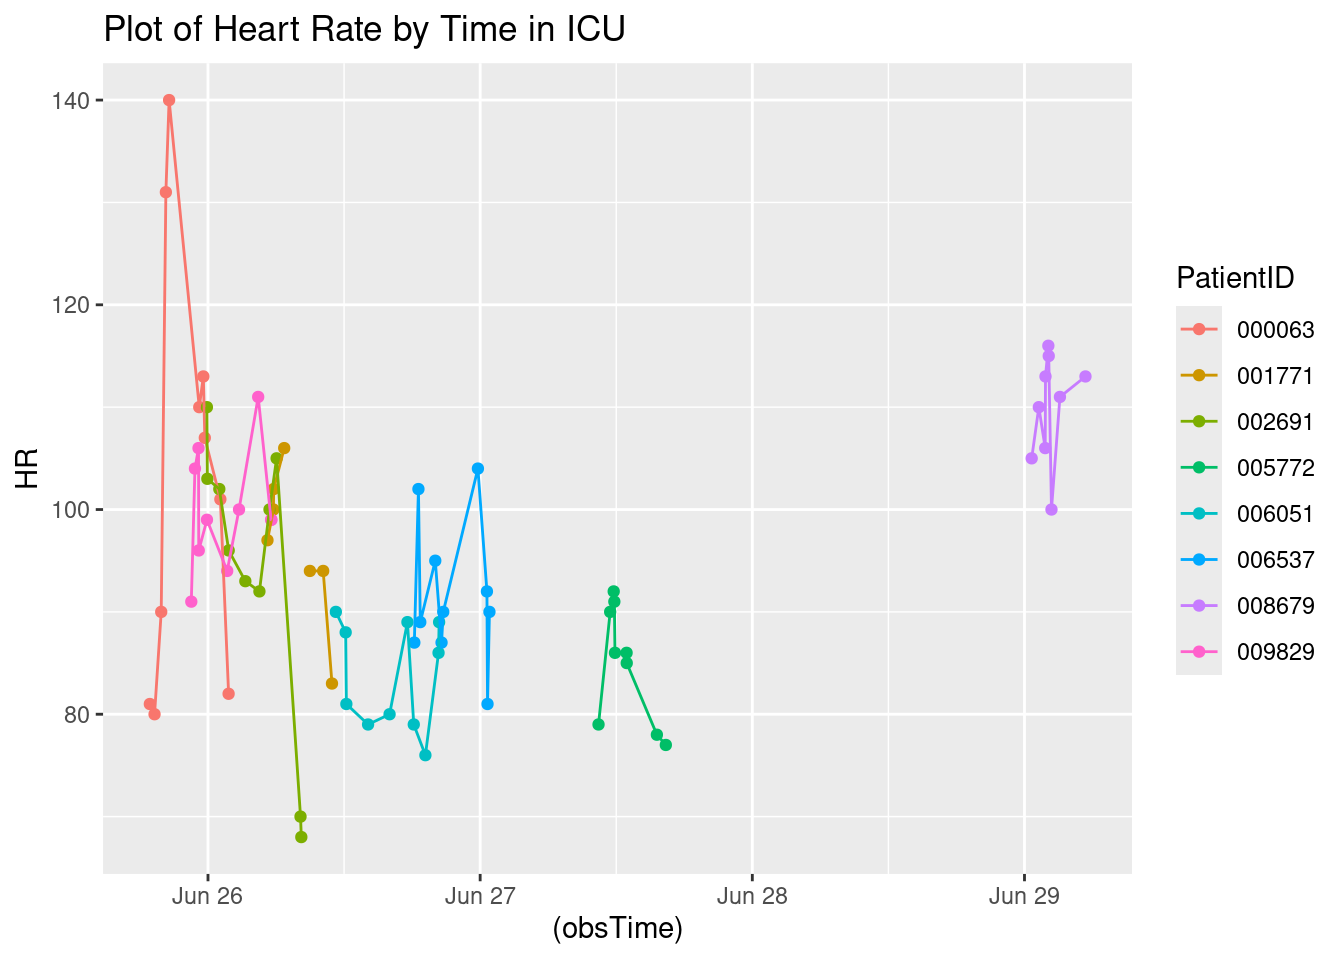 Plot of Heart Rate by Time in ICU
140
120
100
80
HR
Jun 26
Jun 27
Jun 28
Jun 29
(obsTime)
PatientID
000063
001771
002691
005772
006051
006537
008679
009829